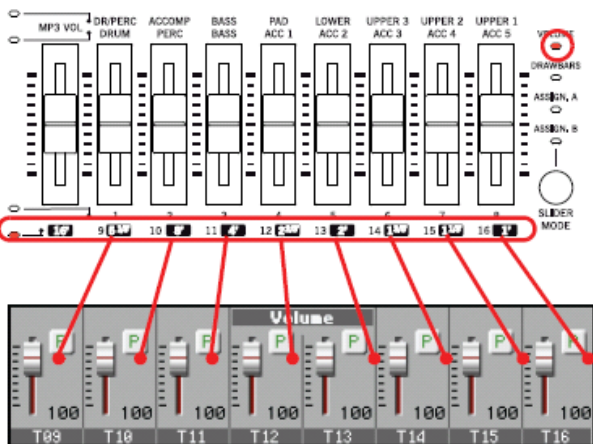 MP3 VOL. DR/PERC ACCOMP BASS PAD LOWER UPPER 3 UPPER 2 UPPER 1
DRUM PERC BASS ACC 1 ACC 2 ACC 3 ACC 4 ACC 5
VOLUME
DRAWBARS
ASSIGN. A
ASSIGN. B
SLIDER
MODE
1 2 3 4 5 6 7 8
16' 9 5 1/3' 10 8' 11 4' 12 2 2/3' 13 2' 14 1 3/5' 15 1 1/3' 16 1'
Volume
P P P P P P P P
100 100 100 100 100 100 100 100
T09 T10 T11 T12 T13 T14 T15 T16